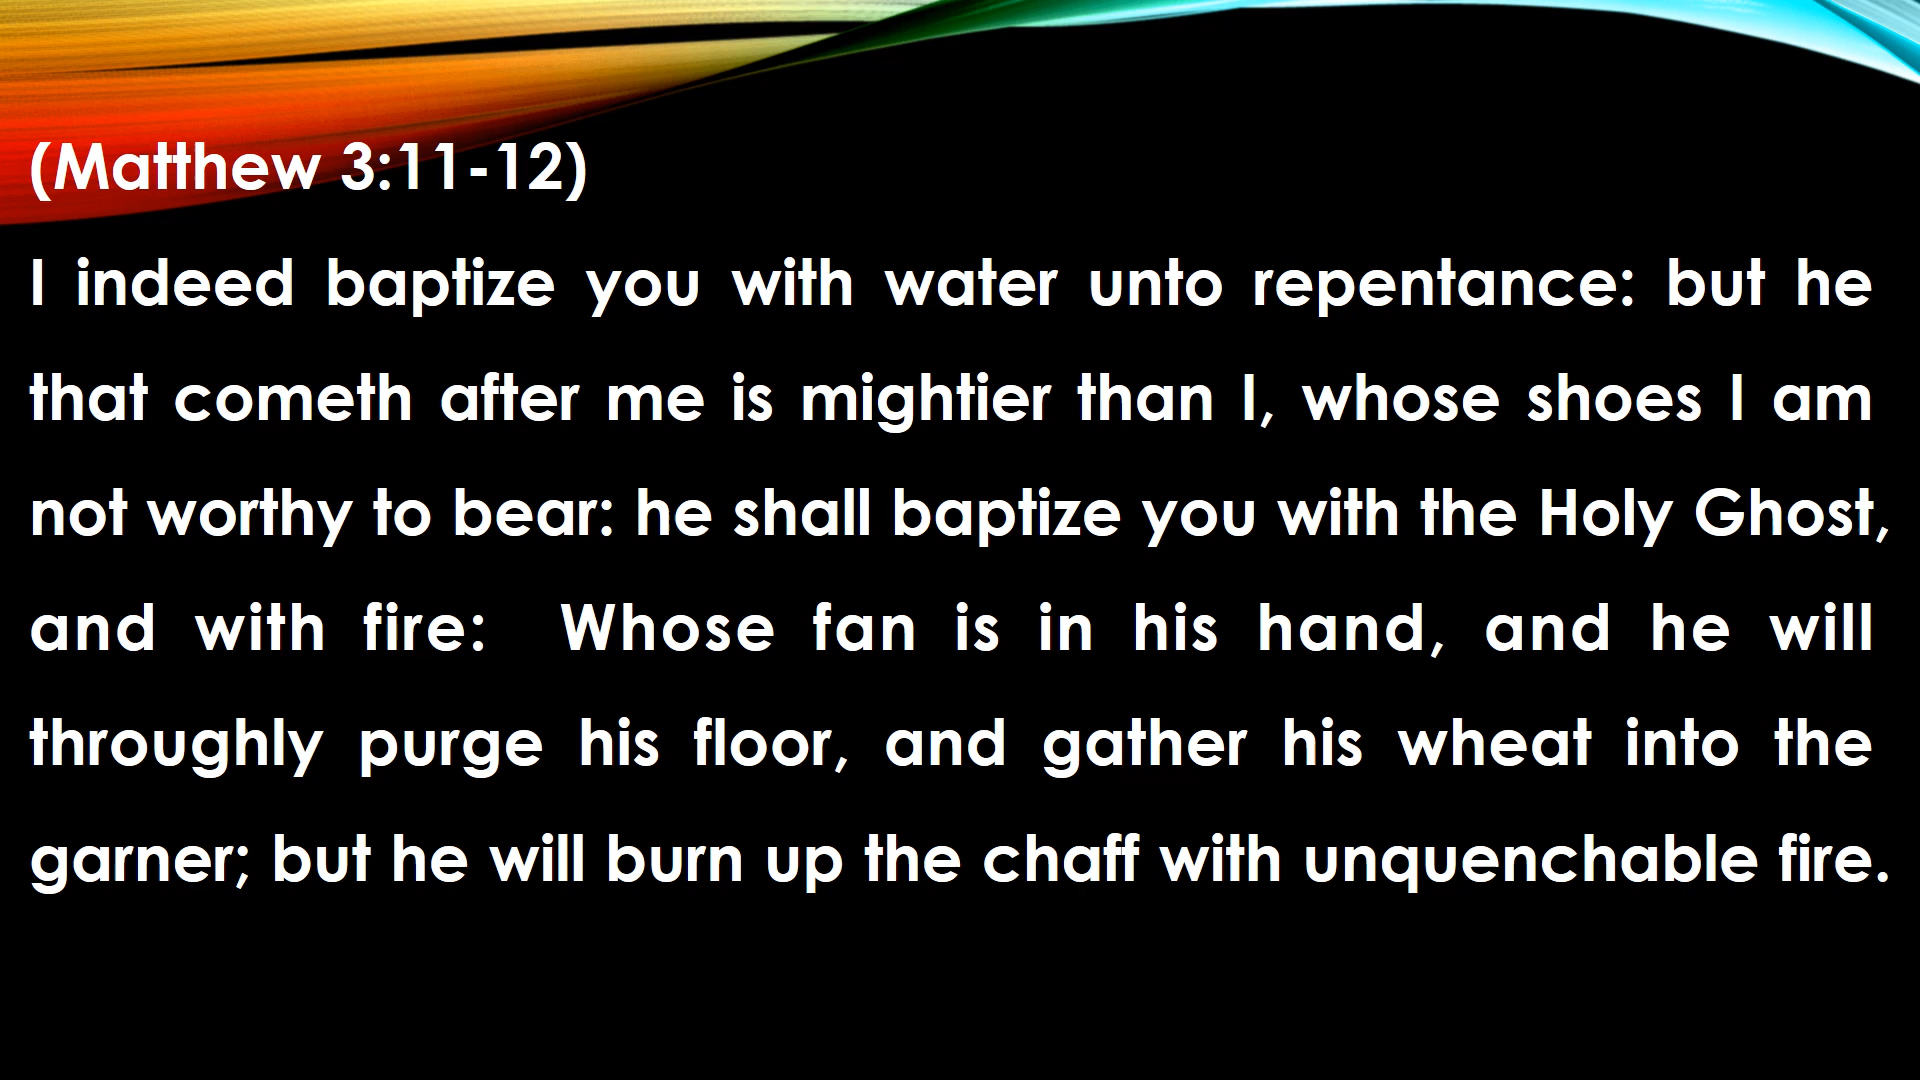 (Matthew 3:11-12)
I indeed baptize you with water unto repentance: but he
that cometh after me is mightier than I, whose shoes I am
not worthy to bear: he shall baptize you with the Holy Ghost,
and with fire:  Whose fan is in his hand, and he will
throughly purge his floor, and gather his wheat into the
garner; but he will burn up the chaff with unquenchable fire.